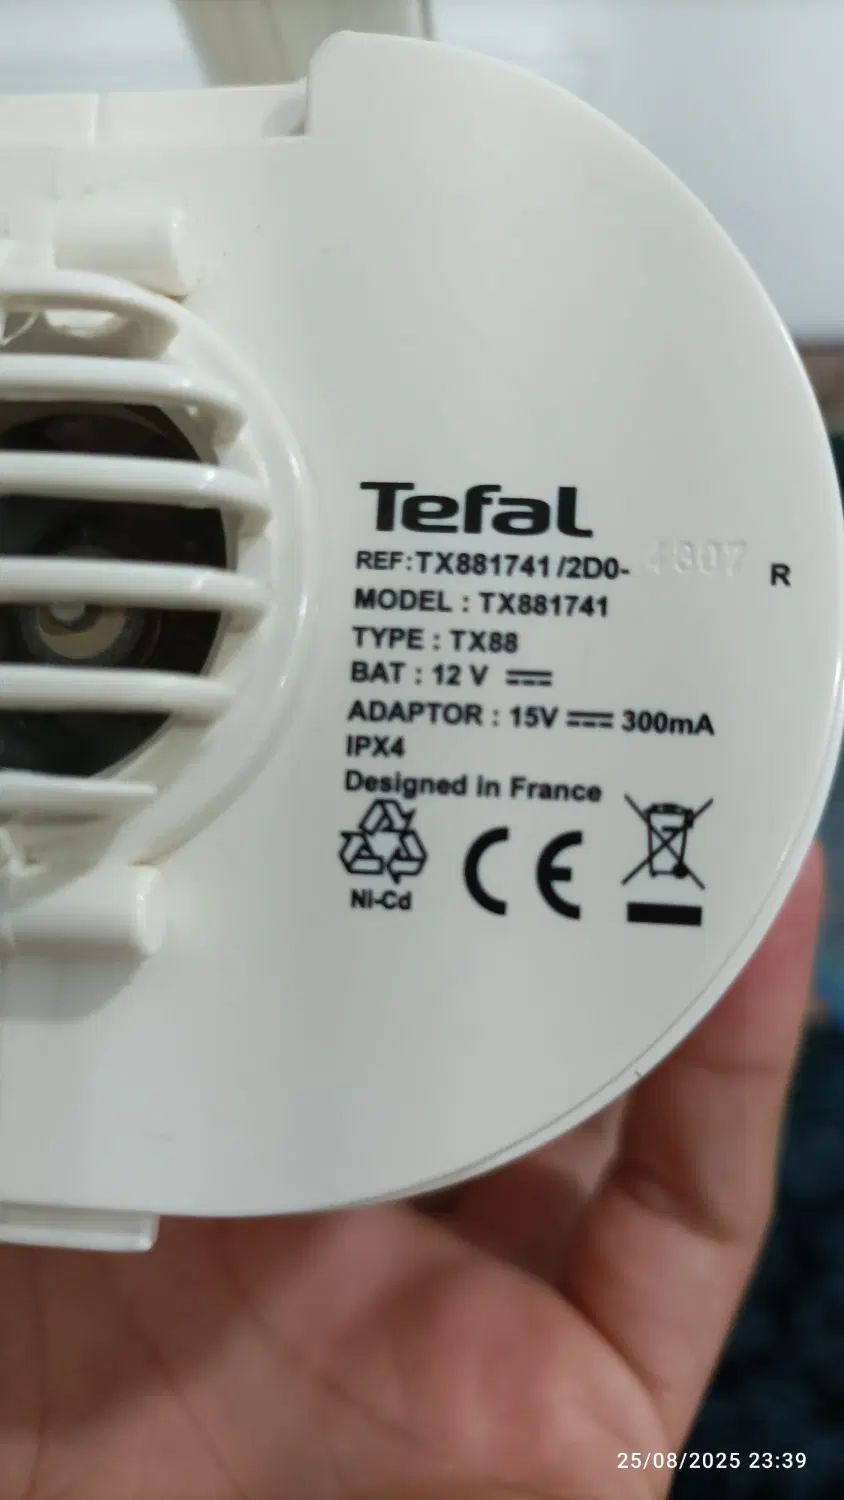 Tefal
REF:TX881741/2D0- R
MODEL : TX881741
TYPE : TX88
BAT : 12 V
ADAPTOR : 15V 300mA
IPX4
Designed in France
Ni-Cd
CE
25/08/2025 23:39